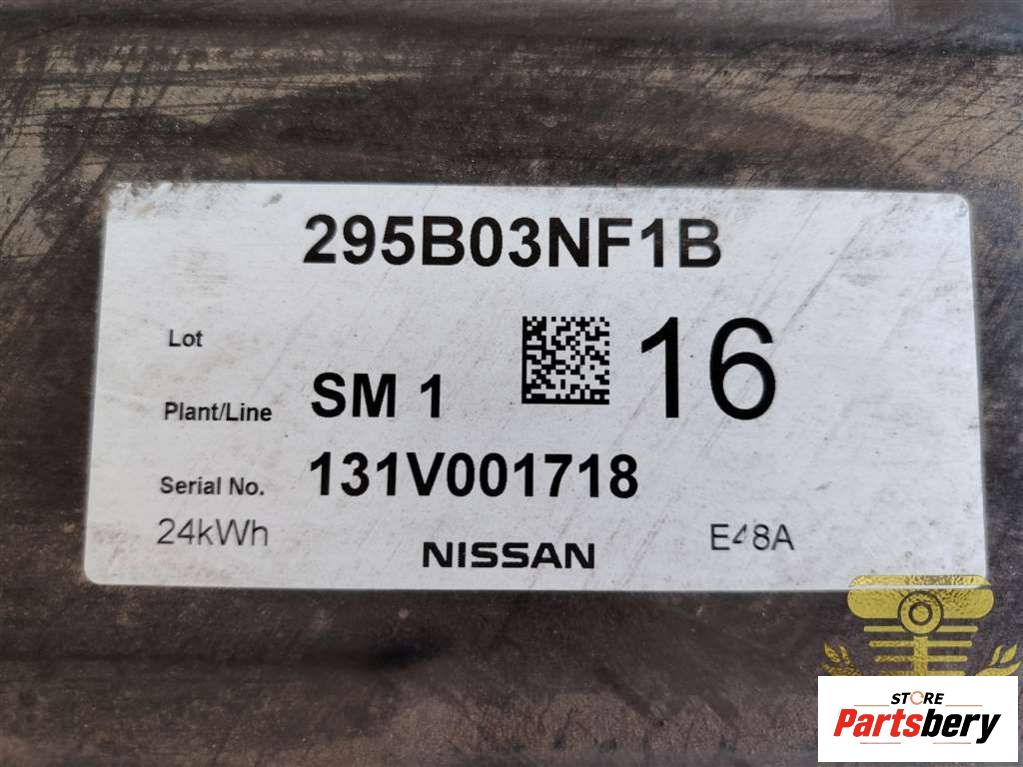 295B03NF1B
Lot
16
Plant/Line SM 1
Serial No. 131V001718
24kWh NISSAN E48A
STORE
Partsbery